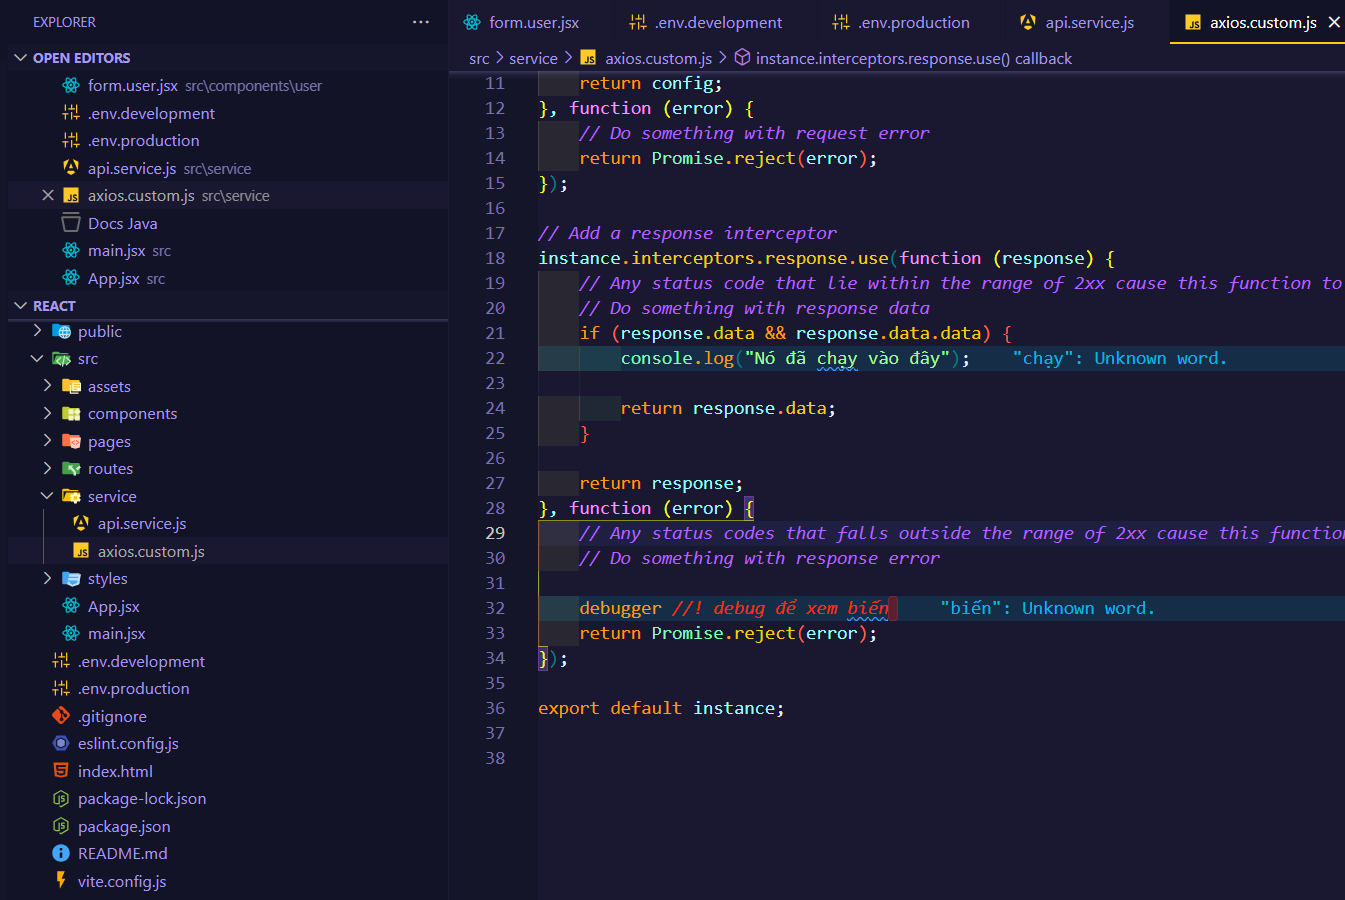 EXPLORER
form.user.jsx
.env.development
.env.production
api.service.js
axios.custom.js
OPEN EDITORS
form.user.jsx src\components\user
.env.development
.env.production
api.service.js src\service
axios.custom.js src\service
Docs Java
main.jsx src
App.jsx src
REACT
public
src
assets
components
pages
routes
service
api.service.js
axios.custom.js
styles
App.jsx
main.jsx
.env.development
.env.production
.gitignore
eslint.config.js
index.html
package-lock.json
package.json
README.md
vite.config.js
src > service > axios.custom.js > instance.interceptors.response.use() callback
11 return config;
12 }, function (error) {
13 // Do something with request error
14 return Promise.reject(error);
15 });
16
17 // Add a response interceptor
18 instance.interceptors.response.use(function (response) {
19 // Any status code that lie within the range of 2xx cause this function to
20 // Do something with response data
21 if (response.data && response.data.data) {
22 console.log("Nó đã chạy vào đây"); "chạy": Unknown word.
23
24 return response.data;
25 }
26
27 return response;
28 }, function (error) {
29 // Any status codes that falls outside the range of 2xx cause this function
30 // Do something with response error
31
32 debugger //! debug để xem biến "biến": Unknown word.
33 return Promise.reject(error);
34 });
35
36 export default instance;
37
38